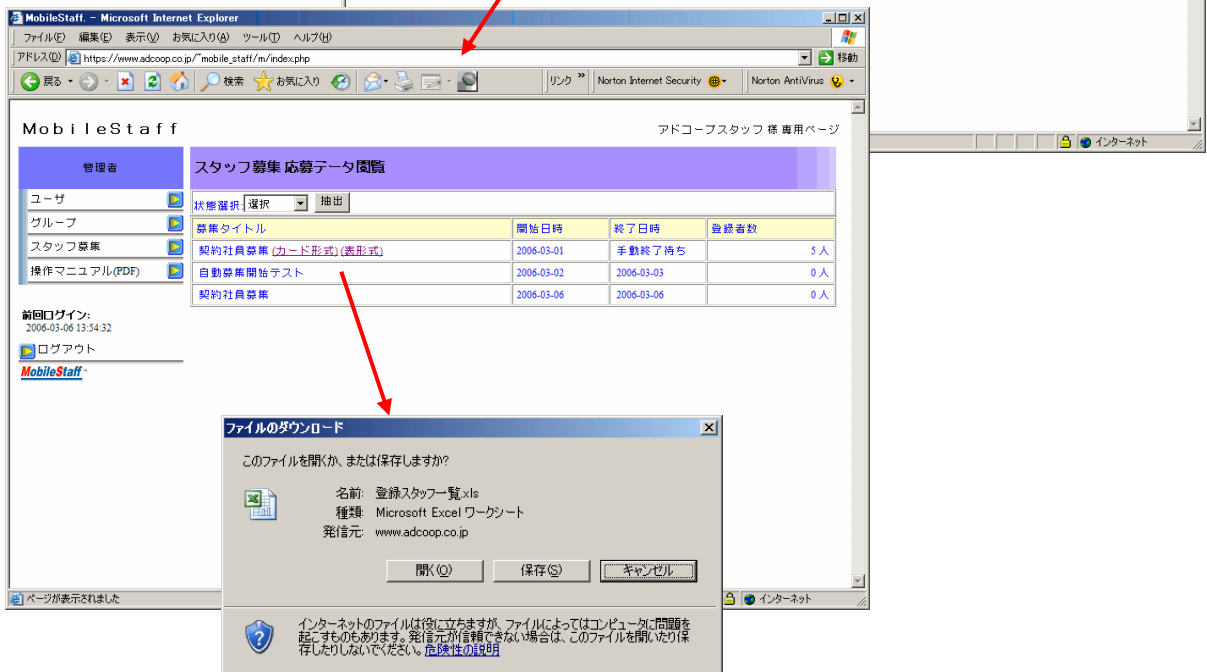 MobileStaff. - Microsoft Internet Explorer
ファイル(F) 編集(E) 表示(V) お気に入り(A) ツール(T) ヘルプ(H)
アドレス(D) https://www.adcoop.co.jp/~mobile_staff/m/index.php 移動
戻る 検索 お気に入り リンク » Norton Internet Security Norton AntiVirus
MobileStaff
アドコープスタッフ 様 専用ページ
インターネット
管理者
スタッフ募集 応募データ閲覧
ユーザ
グループ
スタッフ募集
操作マニュアル(PDF)
状態選択: 選択 抽出
募集タイトル 開始日時 終了日時 登録者数
契約社員募集 (カード形式) (表形式) 2006-03-01 手動終了待ち 5 人
自動募集開始テスト 2006-03-02 2006-03-03 0 人
契約社員募集 2006-03-06 2006-03-06 0 人
前回ログイン:
2006-03-06 13:54:32
ログアウト
MobileStaff
ファイルのダウンロード
このファイルを開くか、または保存しますか?
名前: 登録スタッフ一覧.xls
種類: Microsoft Excel ワークシート
発信元: www.adcoop.co.jp
開く(O) 保存(S) キャンセル
ページが表示されました インターネット
インターネットのファイルは役に立ちますが、ファイルによってはコンピュータに問題を
起こすものもあります。発信元が信頼できない場合は、このファイルを開いたり保
存したりしないでください。危険性の説明